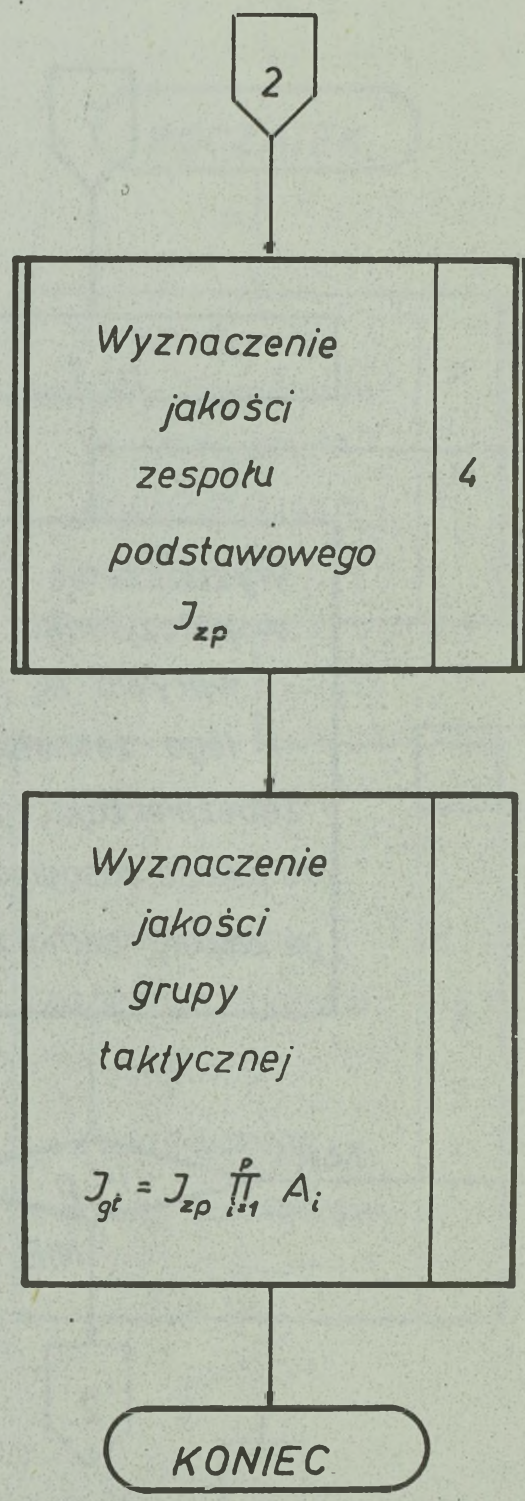 2
Wyznaczenie
jakości
zespołu
podstawowego
J_zp
4
Wyznaczenie
jakości
grupy
taktycznej
J_gt = J_zp ∏_{i=1}^{p} A_i
KONIEC